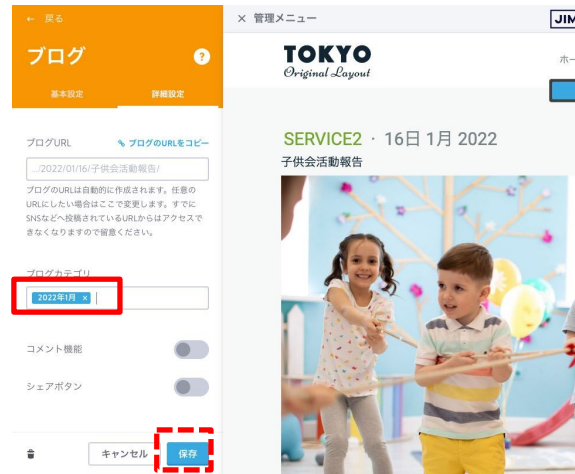 ← 戻る
ブログ
?
基本設定 詳細設定
ブログURL
ブログのURLをコピー
.../2022/01/16/子供会活動報告/
ブログのURLは自動的に作成されます。任意の
URLにしたい場合はここで変更します。すでに
SNSなどへ投稿されているURLからはアクセスで
きなくなりますので留意ください。
ブログカテゴリ
2022年1月 ×
コメント機能
シェアボタン
キャンセル 保存
× 管理メニュー
JIM
TOKYO
Original Layout
ホー
SERVICE2 · 16日 1月 2022
子供会活動報告